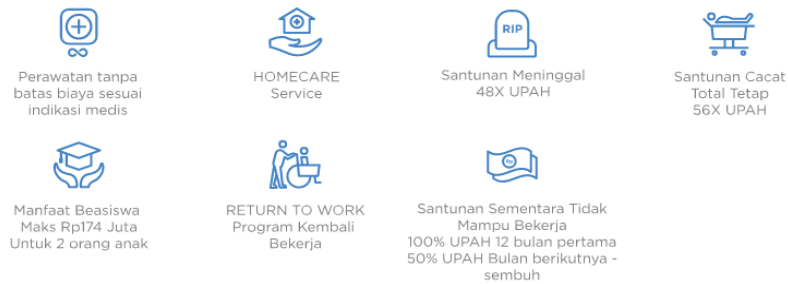 Perawatan tanpa
batas biaya sesuai
indikasi medis
HOMECARE
Service
RIP
Santunan Meninggal
48X UPAH
Santunan Cacat
Total Tetap
56X UPAH
Manfaat Beasiswa
Maks Rp174 Juta
Untuk 2 orang anak
RETURN TO WORK
Program Kembali
Bekerja
Rp
Santunan Sementara Tidak
Mampu Bekerja
100% UPAH 12 bulan pertama
50% UPAH Bulan berikutnya -
sembuh